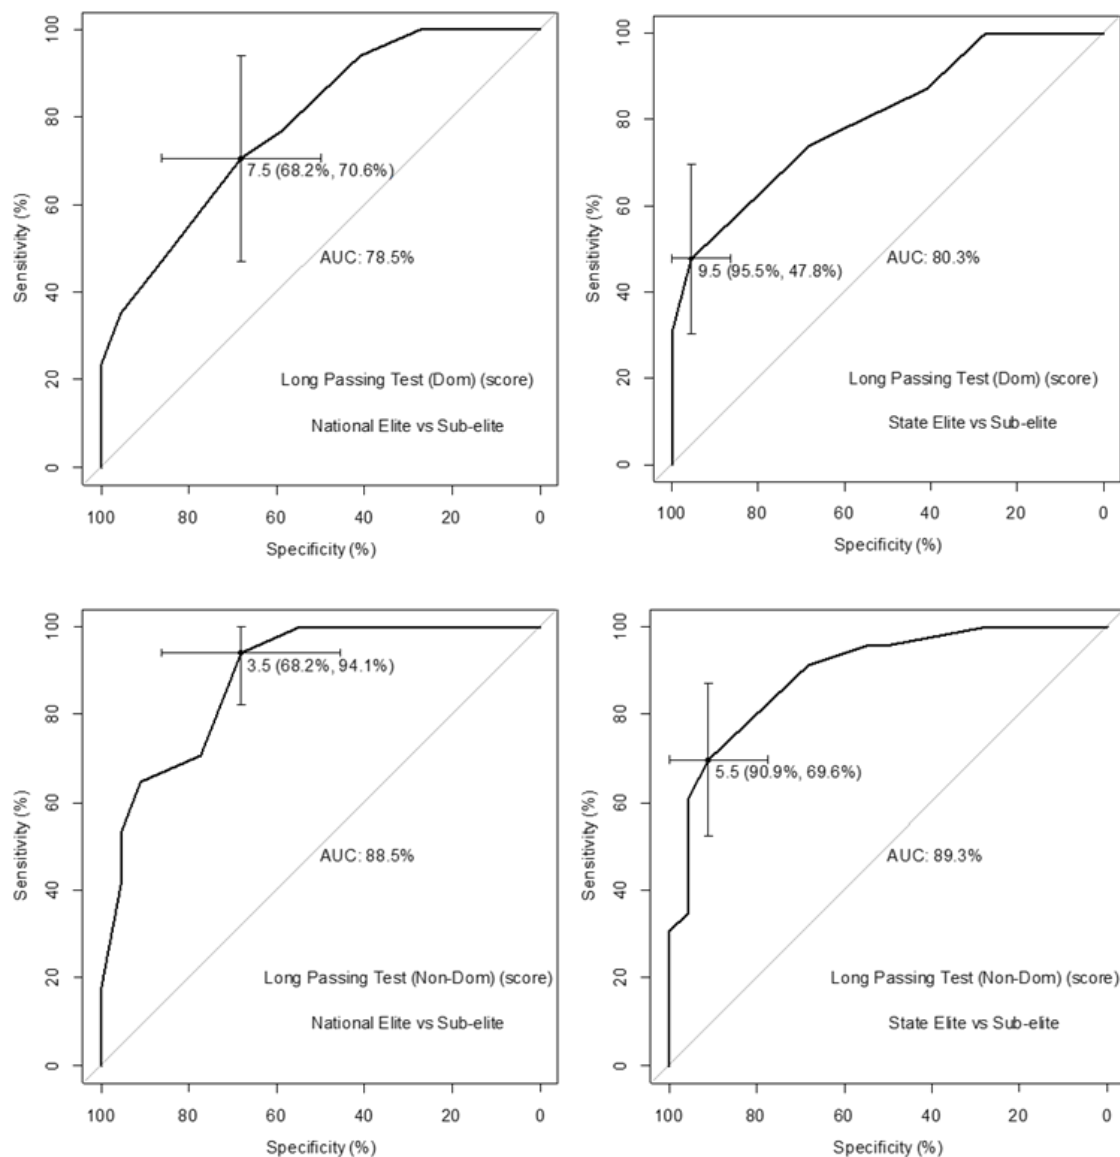 100
80
60
40
20
0
Sensitivity (%)
7.5 (68.2%, 70.6%)
AUC: 78.5%
Long Passing Test (Dom) (score)
National Elite vs Sub-elite
100 80 60 40 20 0
Specificity (%)
100
80
60
40
20
0
Sensitivity (%)
9.5 (95.5%, 47.8%)
AUC: 80.3%
Long Passing Test (Dom) (score)
State Elite vs Sub-elite
100 80 60 40 20 0
Specificity (%)
100
80
60
40
20
0
Sensitivity (%)
3.5 (68.2%, 94.1%)
AUC: 88.5%
Long Passing Test (Non-Dom) (score)
National Elite vs Sub-elite
100 80 60 40 20 0
Specificity (%)
100
80
60
40
20
0
Sensitivity (%)
5.5 (90.9%, 69.6%)
AUC: 89.3%
Long Passing Test (Non-Dom) (score)
State Elite vs Sub-elite
100 80 60 40 20 0
Specificity (%)